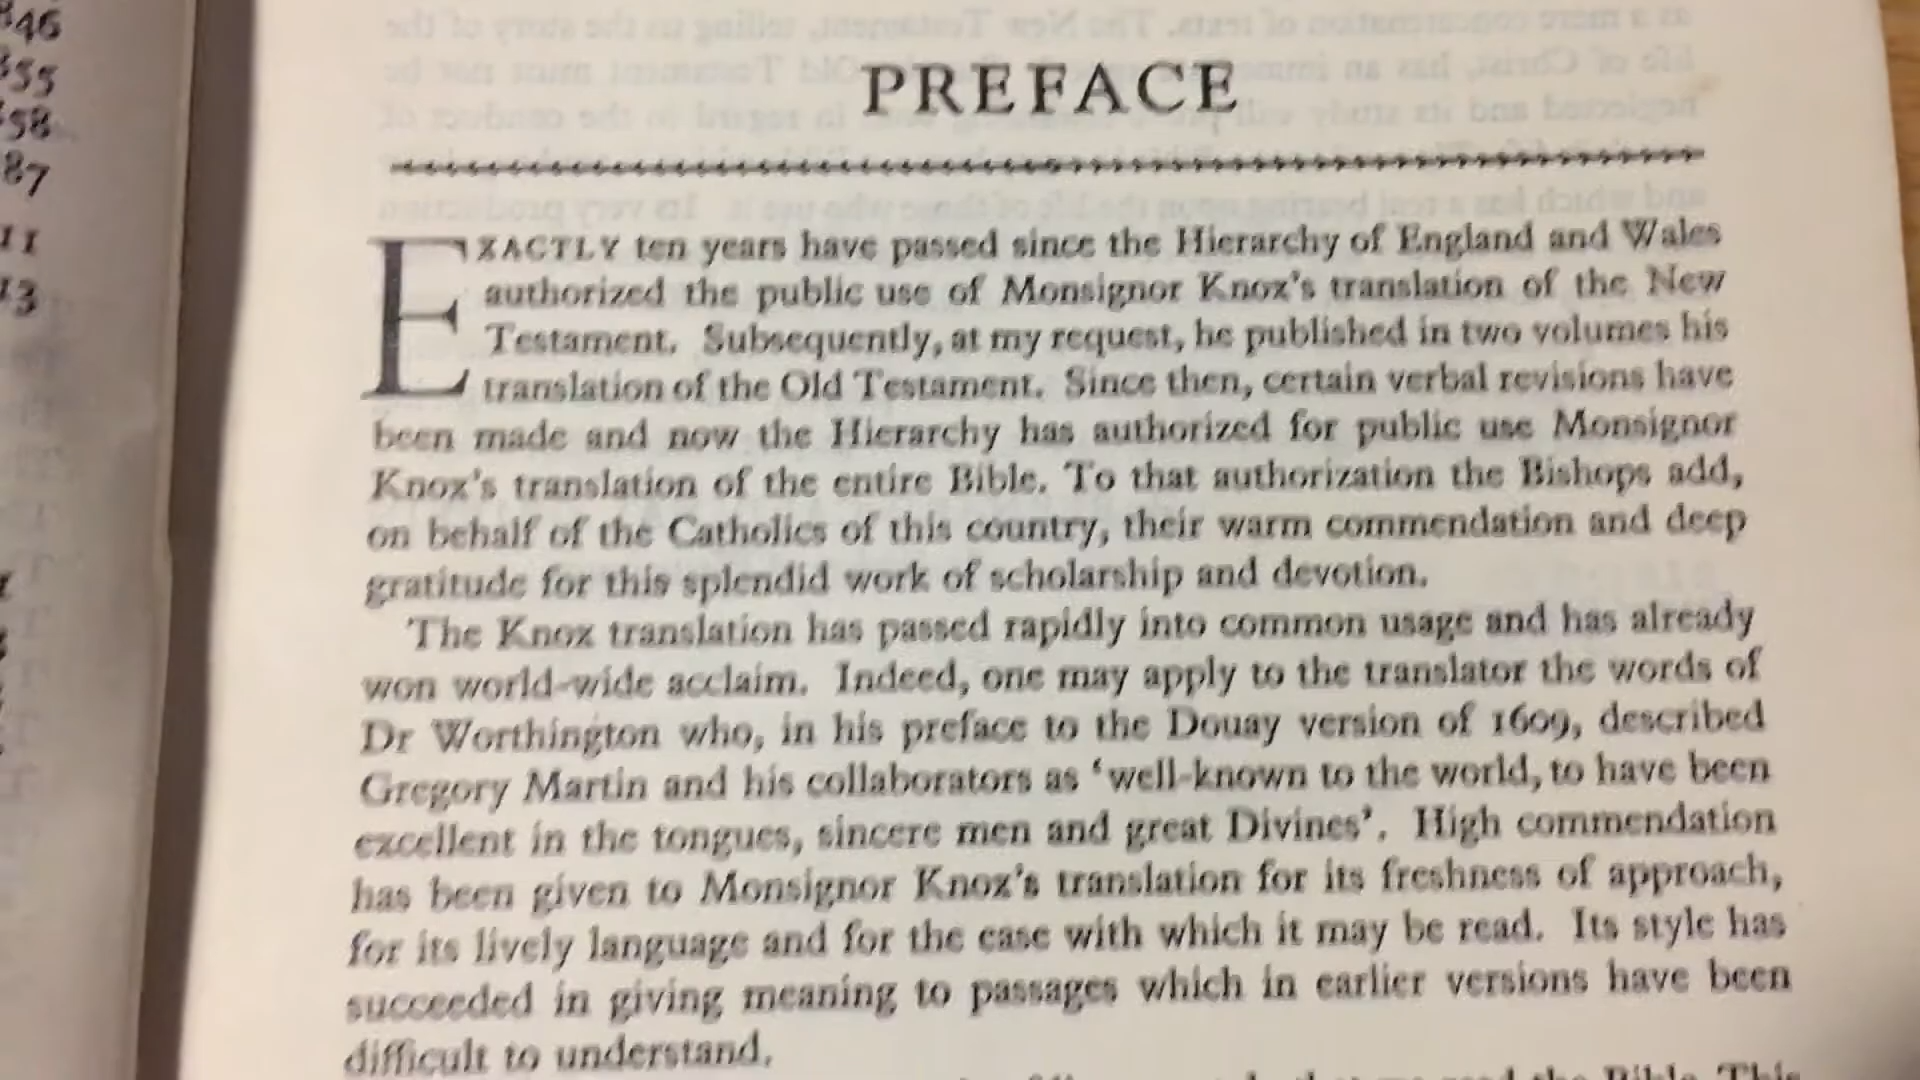 46
55
58
87
11
13
PREFACE
EXACTLY ten years have passed since the Hierarchy of England and Wales
authorized the public use of Monsignor Knox's translation of the New
Testament. Subsequently, at my request, he published in two volumes his
translation of the Old Testament. Since then, certain verbal revisions have
been made and now the Hierarchy has authorized for public use Monsignor
Knox's translation of the entire Bible. To that authorization the Bishops add,
on behalf of the Catholics of this country, their warm commendation and deep
gratitude for this splendid work of scholarship and devotion.
The Knox translation has passed rapidly into common usage and has already
won world-wide acclaim. Indeed, one may apply to the translator the words of
Dr Worthington who, in his preface to the Douay version of 1609, described
Gregory Martin and his collaborators as ‘well-known to the world, to have been
excellent in the tongues, sincere men and great Divines’. High commendation
has been given to Monsignor Knox's translation for its freshness of approach,
for its lively language and for the ease with which it may be read. Its style has
succeeded in giving meaning to passages which in earlier versions have been
difficult to understand.
read the Bible. This